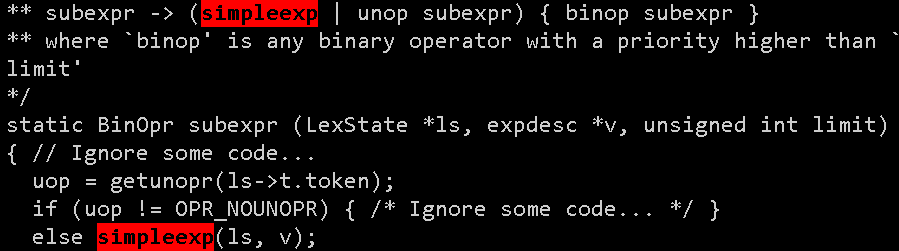 ** subexpr -> (simpleexp | unop subexpr) { binop subexpr }
** where `binop' is any binary operator with a priority higher than `
limit'
*/
static BinOpr subexpr (LexState *ls, expdesc *v, unsigned int limit)
{ // Ignore some code...
  uop = getunopr(ls->t.token);
  if (uop != OPR_NOUNOPR) { /* Ignore some code... */ }
  else simpleexp(ls, v);